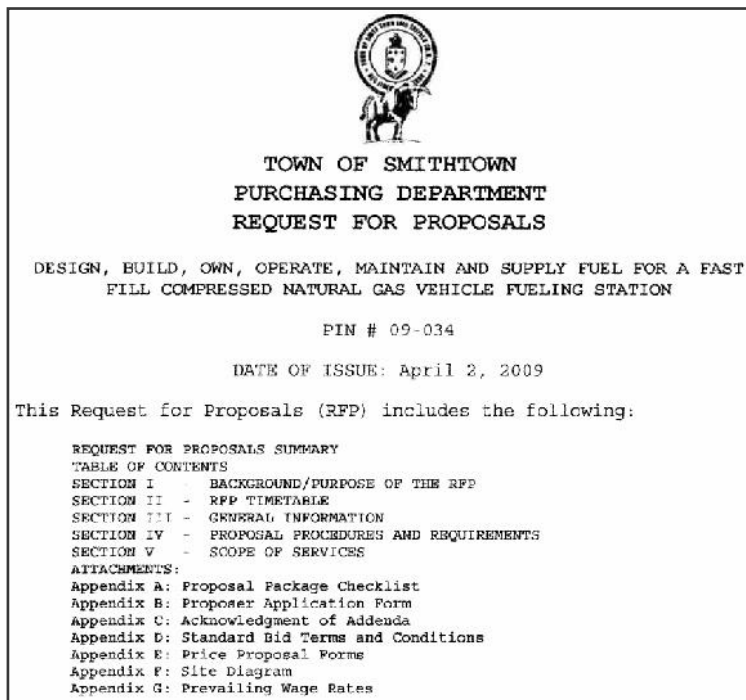 TOWN OF SMITHTOWN
PURCHASING DEPARTMENT
REQUEST FOR PROPOSALS
DESIGN, BUILD, OWN, OPERATE, MAINTAIN AND SUPPLY FUEL FOR A FAST
FILL COMPRESSED NATURAL GAS VEHICLE FUELING STATION
PIN # 09-034
DATE OF ISSUE: April 2, 2009
This Request for Proposals (RFP) includes the following:
REQUEST FOR PROPOSALS SUMMARY
TABLE OF CONTENTS
SECTION I - BACKGROUND/PURPOSE OF THE RFP
SECTION II - RFP TIMETABLE
SECTION III - GENERAL INFORMATION
SECTION IV - PROPOSAL PROCEDURES AND REQUIREMENTS
SECTION V - SCOPE OF SERVICES
ATTACHMENTS:
Appendix A: Proposal Package Checklist
Appendix B: Proposer Application Form
Appendix C: Acknowledgment of Addenda
Appendix D: Standard Bid Terms and Conditions
Appendix E: Price Proposal Forms
Appendix F: Site Diagram
Appendix G: Prevailing Wage Rates